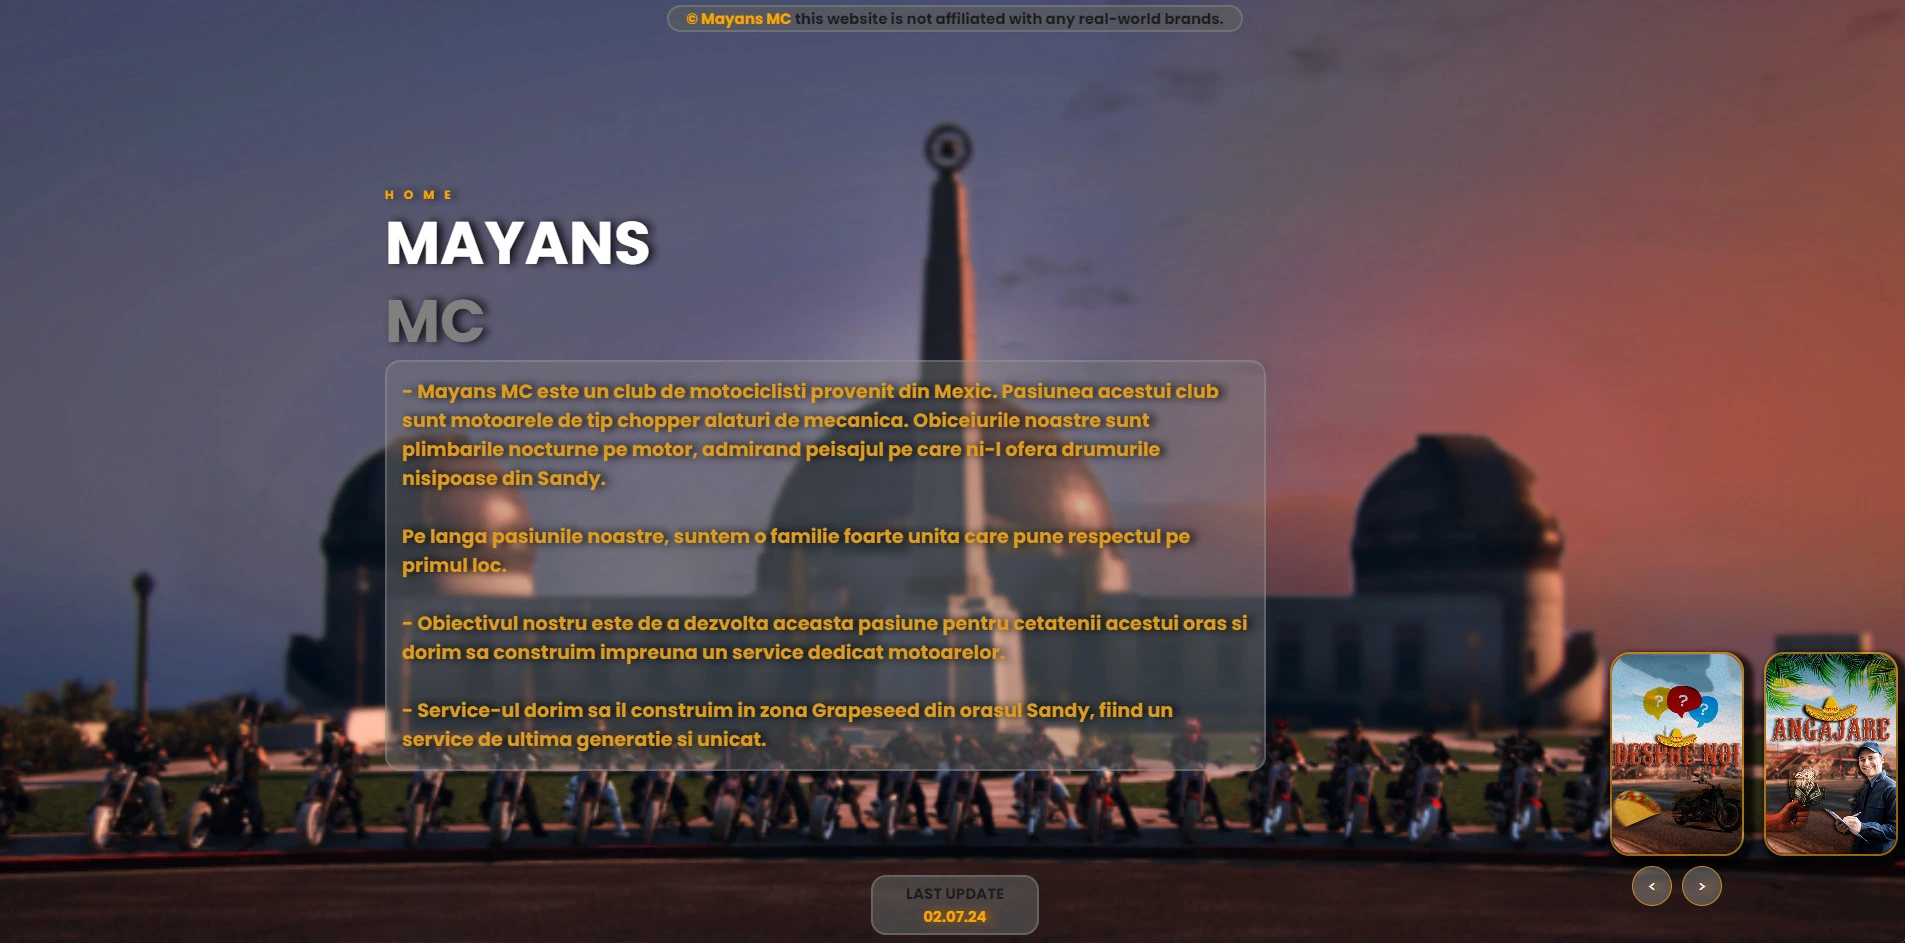 © Mayans MC this website is not affiliated with any real-world brands.
HOME
MAYANS
MC
- Mayans MC este un club de motociclisti provenit din Mexic. Pasiunea acestui club
sunt motoarele de tip chopper alaturi de mecanica. Obiceiurile noastre sunt
plimbarile nocturne pe motor, admirand peisajul pe care ni-l ofera drumurile
nisipoase din Sandy.
Pe langa pasiunile noastre, suntem o familie foarte unita care pune respectul pe
primul loc.
- Obiectivul nostru este de a dezvolta aceasta pasiune pentru cetatenii acestui oras si
dorim sa construim impreuna un service dedicat motoarelor.
- Service-ul dorim sa il construim in zona Grapeseed din orasul Sandy, fiind un
service de ultima generatie si unicat.
? ? ?
DESPRE NOI
ANGAJARE
< >
LAST UPDATE
02.07.24